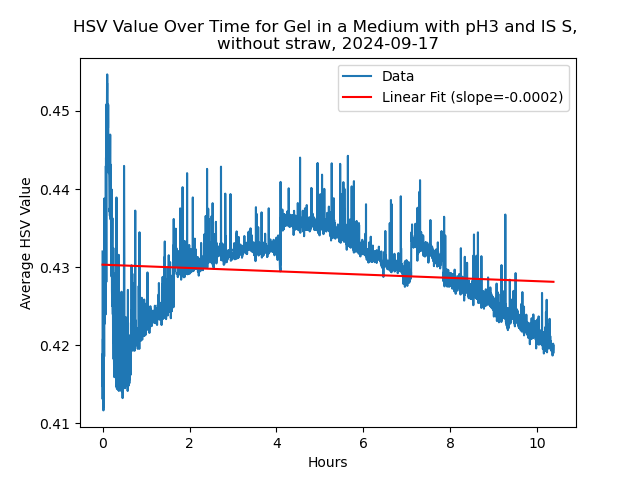 HSV Value Over Time for Gel in a Medium with pH3 and IS S,
without straw, 2024-09-17
Data
Linear Fit (slope=-0.0002)
Average HSV Value
0.45
0.44
0.43
0.42
0.41
0
2
4
6
8
10
Hours